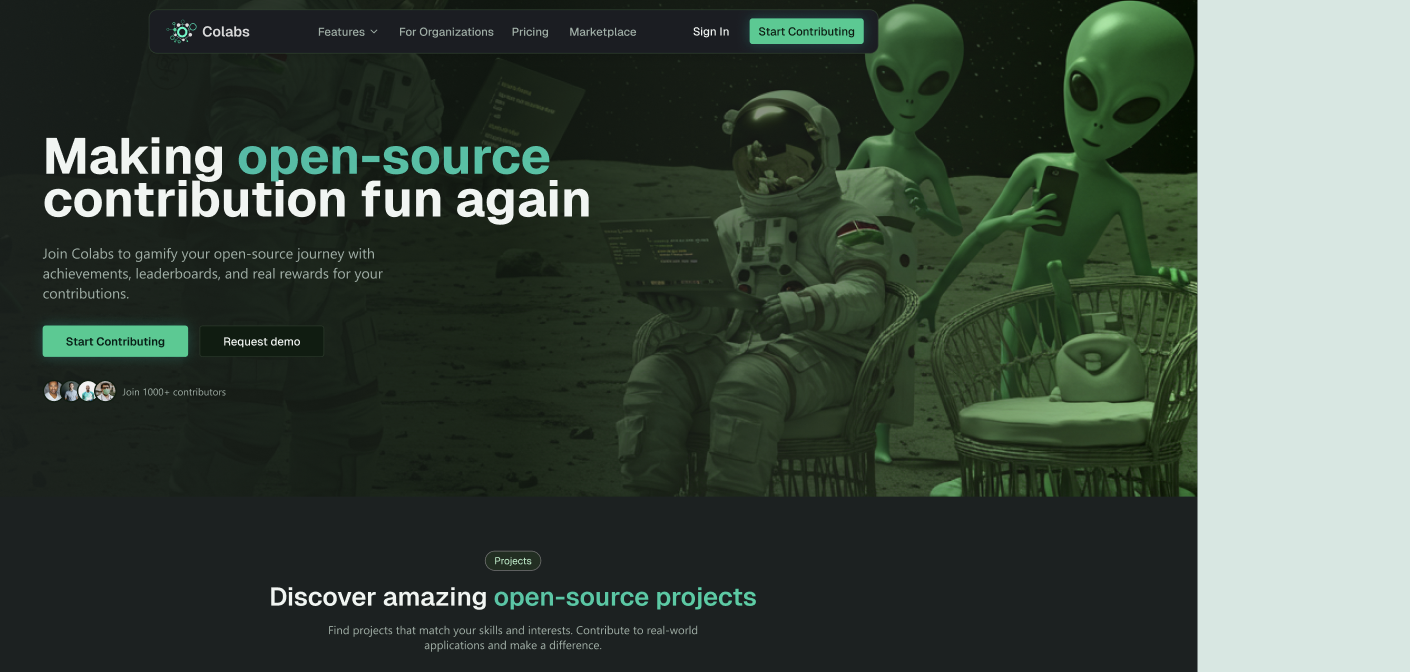 Colabs
Features
For Organizations
Pricing
Marketplace
Sign In
Start Contributing
Making open-source
contribution fun again
Join Colabs to gamify your open-source journey with
achievements, leaderboards, and real rewards for your
contributions.
Start Contributing
Request demo
Join 1000+ contributors
Projects
Discover amazing open-source projects
Find projects that match your skills and interests. Contribute to real-world
applications and make a difference.